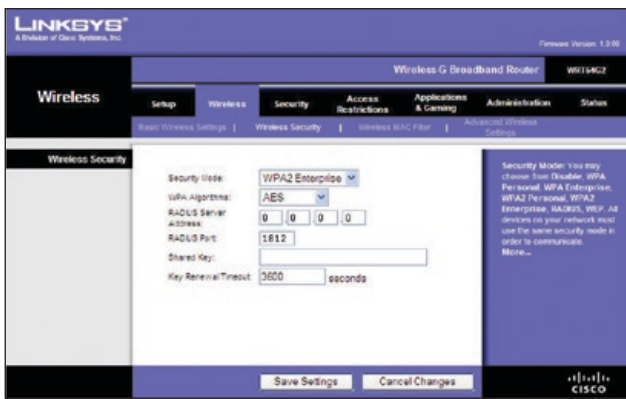 LINKSYS®
A Division of Cisco Systems, Inc.
Firmware Version: 1.0.00
Wireless-G Broadband Router
WRT54G2
Wireless
Setup
Wireless
Security
Access Restrictions
Applications & Gaming
Administration
Status
Basic Wireless Settings |
Wireless Security |
Wireless MAC Filter |
Advanced Wireless Settings
Wireless Security
Security Mode: WPA2 Enterprise
WPA Algorithms: AES
RADIUS Server Address: 0 . 0 . 0 . 0
RADIUS Port: 1812
Shared Key:
Key Renewal Timeout: 3600 seconds
Security Mode: You may
choose from Disable, WPA
Personal, WPA Enterprise,
WPA2 Personal, WPA2
Enterprise, RADIUS, WEP. All
devices on your network must
use the same security mode in
order to communicate.
More...
Save Settings
Cancel Changes
CISCO